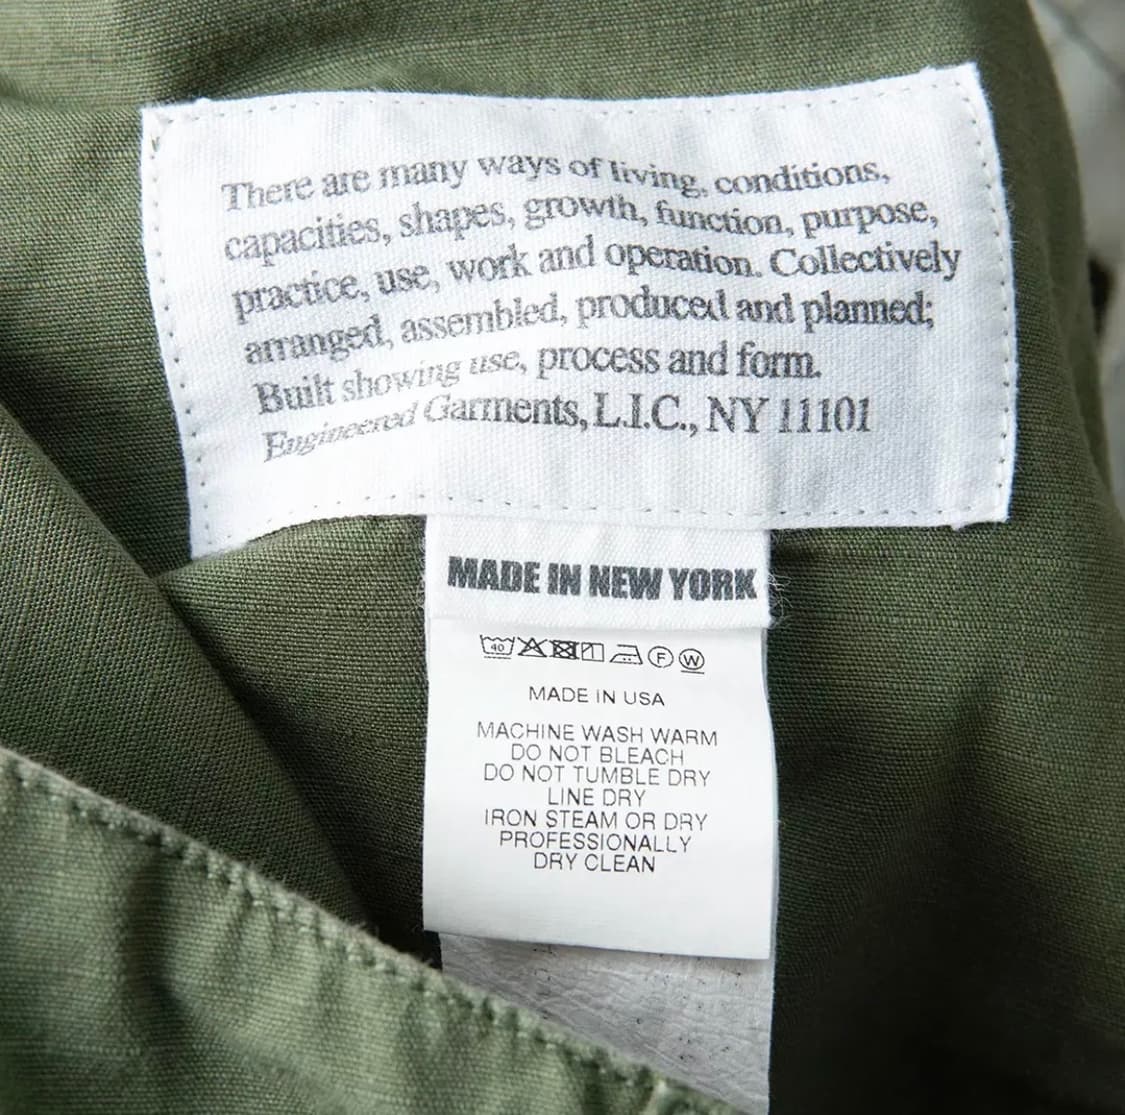 There are many ways of living, conditions,
capacities, shapes, growth, function, purpose,
practice, use, work and operation. Collectively
arranged, assembled, produced and planned;
Built showing use, process and form.
Engineered Garments, L.I.C., NY 11101
MADE IN NEW YORK
40 F W
MADE IN USA
MACHINE WASH WARM
DO NOT BLEACH
DO NOT TUMBLE DRY
LINE DRY
IRON STEAM OR DRY
PROFESSIONALLY
DRY CLEAN